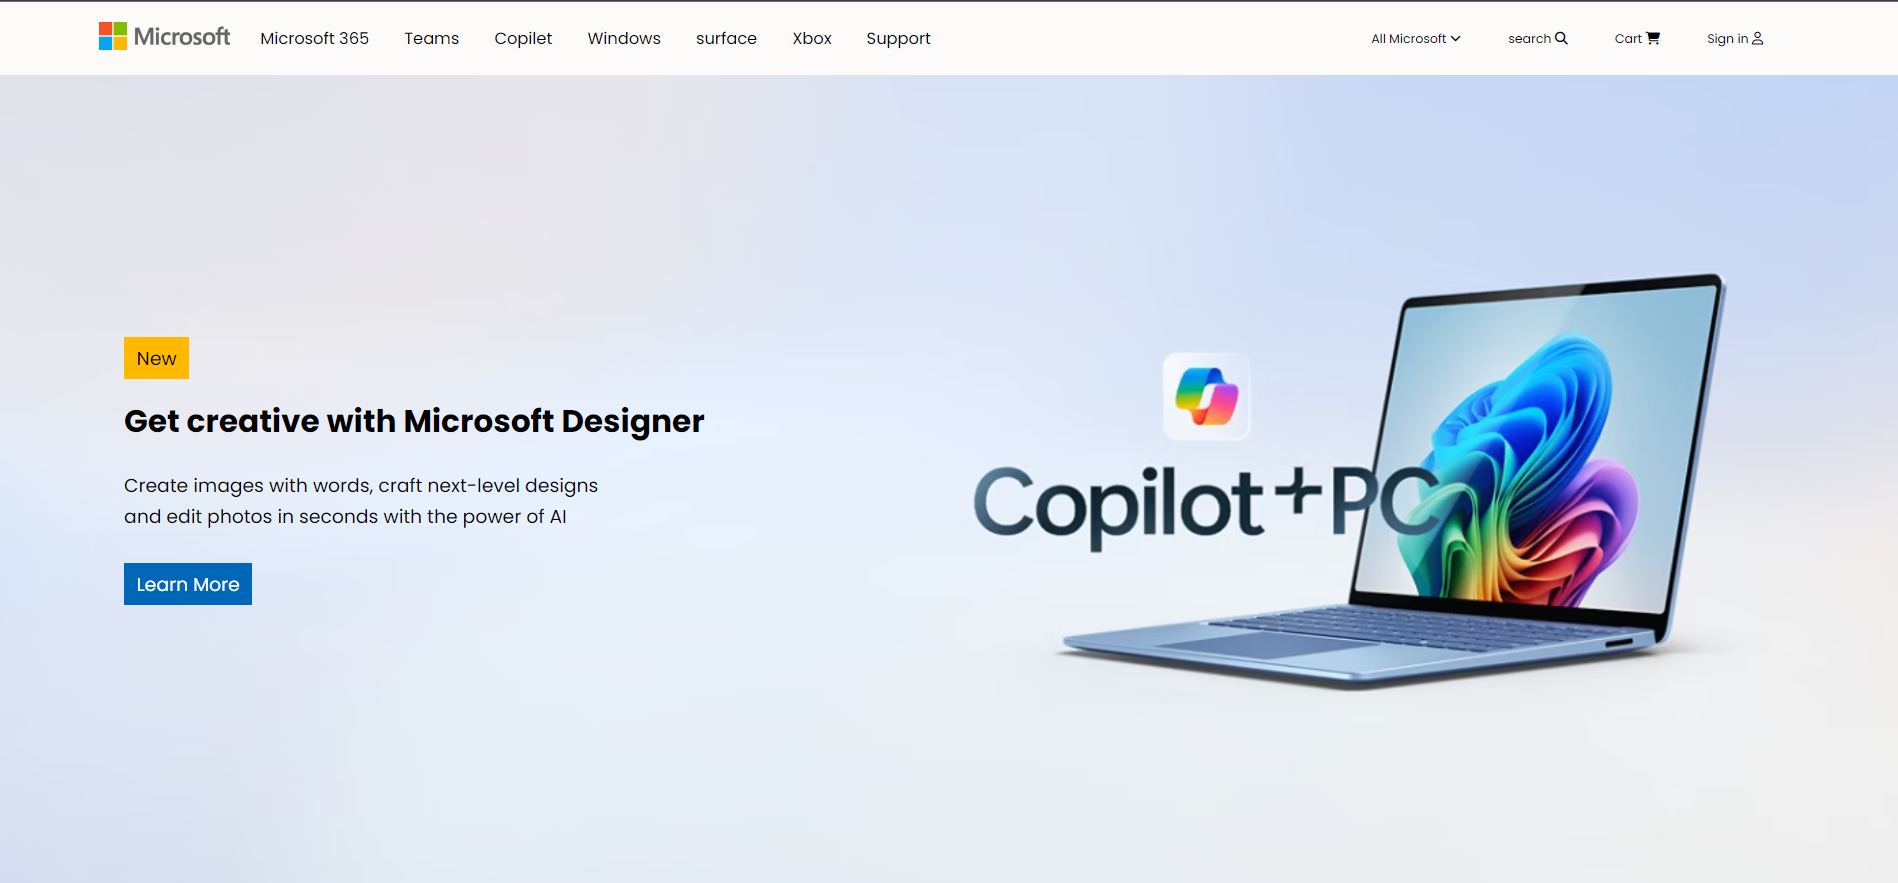 Microsoft Microsoft 365 Teams Copilet Windows surface Xbox Support All Microsoft search Cart Sign in
New
Get creative with Microsoft Designer
Create images with words, craft next-level designs
and edit photos in seconds with the power of AI
Learn More
Copilot+PC